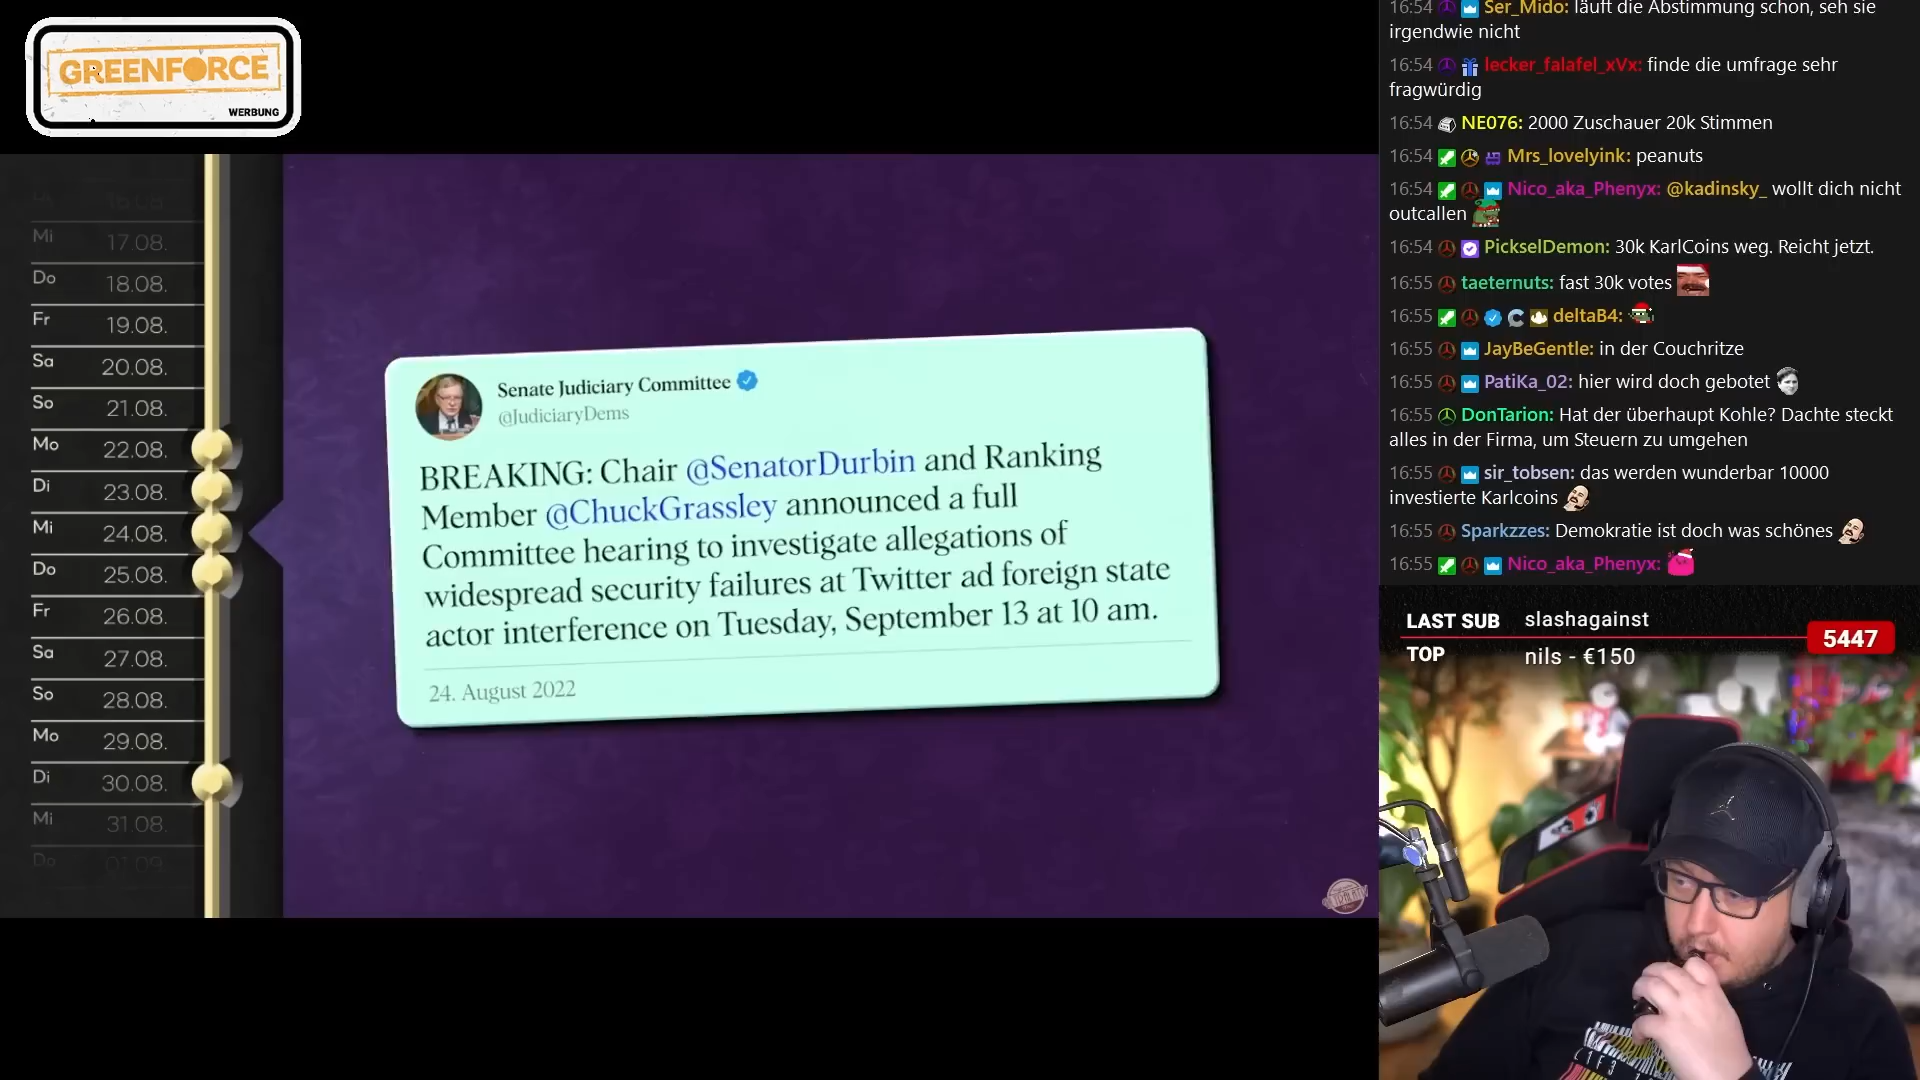 GREENFORCE
WERBUNG
16.08.
Mi 17.08.
Do 18.08.
Fr 19.08.
Sa 20.08.
So 21.08.
Mo 22.08.
Di 23.08.
Mi 24.08.
Do 25.08.
Fr 26.08.
Sa 27.08.
So 28.08.
Mo 29.08.
Di 30.08.
Mi 31.08.
Do 01.09.
Senate Judiciary Committee
@JudiciaryDems
BREAKING: Chair @SenatorDurbin and Ranking
Member @ChuckGrassley announced a full
Committee hearing to investigate allegations of
widespread security failures at Twitter ad foreign state
actor interference on Tuesday, September 13 at 10 am.
24. August 2022
16:54 Ser_Mido: läuft die Abstimmung schon, seh sie
irgendwie nicht
16:54 lecker_falafel_xVx: finde die umfrage sehr
fragwürdig
16:54 NE076: 2000 Zuschauer 20k Stimmen
16:54 Mrs_lovelyink: peanuts
16:54 Nico_aka_Phenyx: @kadinsky_ wollt dich nicht
outcallen
16:54 PickselDemon: 30k KarlCoins weg. Reicht jetzt.
16:55 taeternuts: fast 30k votes
16:55 deltaB4:
16:55 JayBeGentle: in der Couchritze
16:55 PatiKa_02: hier wird doch gebotet
16:55 DonTarion: Hat der überhaupt Kohle? Dachte steckt
alles in der Firma, um Steuern zu umgehen
16:55 sir_tobsen: das werden wunderbar 10000
investierte Karlcoins
16:55 Sparkzzes: Demokratie ist doch was schönes
16:55 Nico_aka_Phenyx:
LAST SUB slashagainst
5447
TOP nils - €150